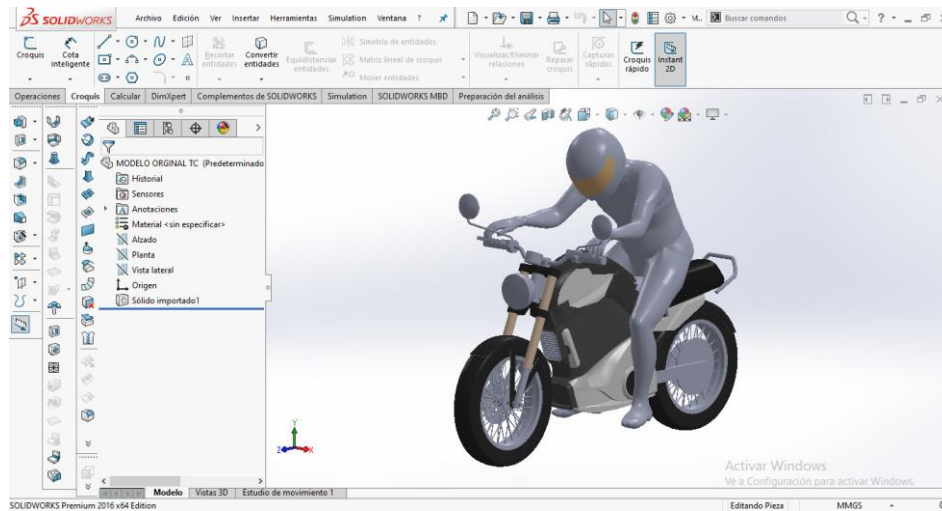 SOLIDWORKS Archivo Edición Ver Insertar Herramientas Simulation Ventana ? M.. Buscar comandos ?
Croquis Cota inteligente Recortar entidades Convertir entidades Equidistanciar entidades Simetría de entidades
Matriz lineal de croquis
Mover entidades
Visualizar/Eliminar relaciones Reparar croquis Capturas rápidas Croquis rápido Instant 2D
Operaciones Croquis Calcular DimXpert Complementos de SOLIDWORKS Simulation SOLIDWORKS MBD Preparación del análisis
MODELO ORGINAL TC (Predeterminado
Historial
Sensores
Anotaciones
Material <sin especificar>
Alzado
Planta
Vista lateral
Origen
Sólido importado1
Y
Z X
Activar Windows
Ve a Configuración para activar Windows.
Modelo Vistas 3D Estudio de movimiento 1
SOLIDWORKS Premium 2016 x64 Edition Editando Pieza MMGS